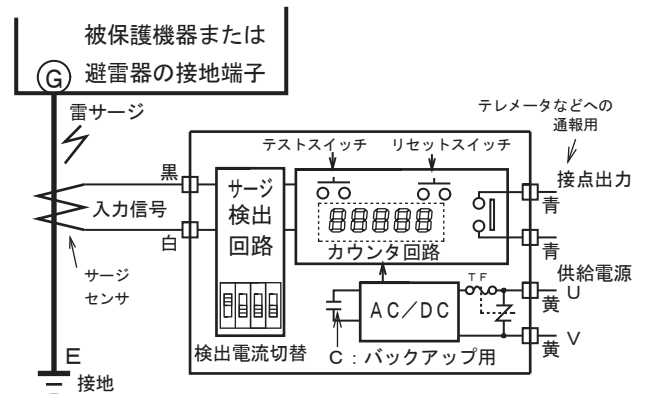 被保護機器または
避雷器の接地端子
G
雷サージ
テレメータなどへの
通報用
テストスイッチ
リセットスイッチ
黒
サージ
検出
回路
接点出力
青
入力信号
88888
白
カウンタ回路
青
サージ
センサ
供給電源
TF
U
黄
AC/DC
V
黄
E
検出電流切替
C:バックアップ用
接地